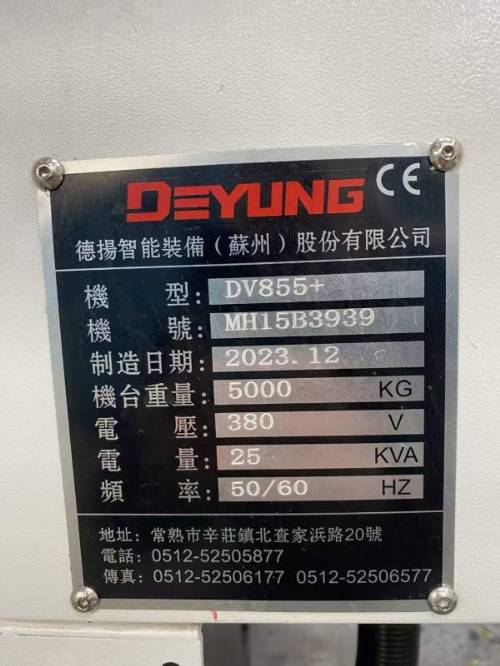 DEYUNG CE
德揚智能裝備（蘇州）股份有限公司
機 型: DV855+
機 號: MH15B3939
制造日期: 2023.12
機台重量: 5000 KG
電 壓: 380 V
電 量: 25 KVA
頻 率: 50/60 HZ
地址: 常熟市辛莊鎮北查家浜路20號
電話: 0512-52505877
傳真: 0512-52506177 0512-52506577